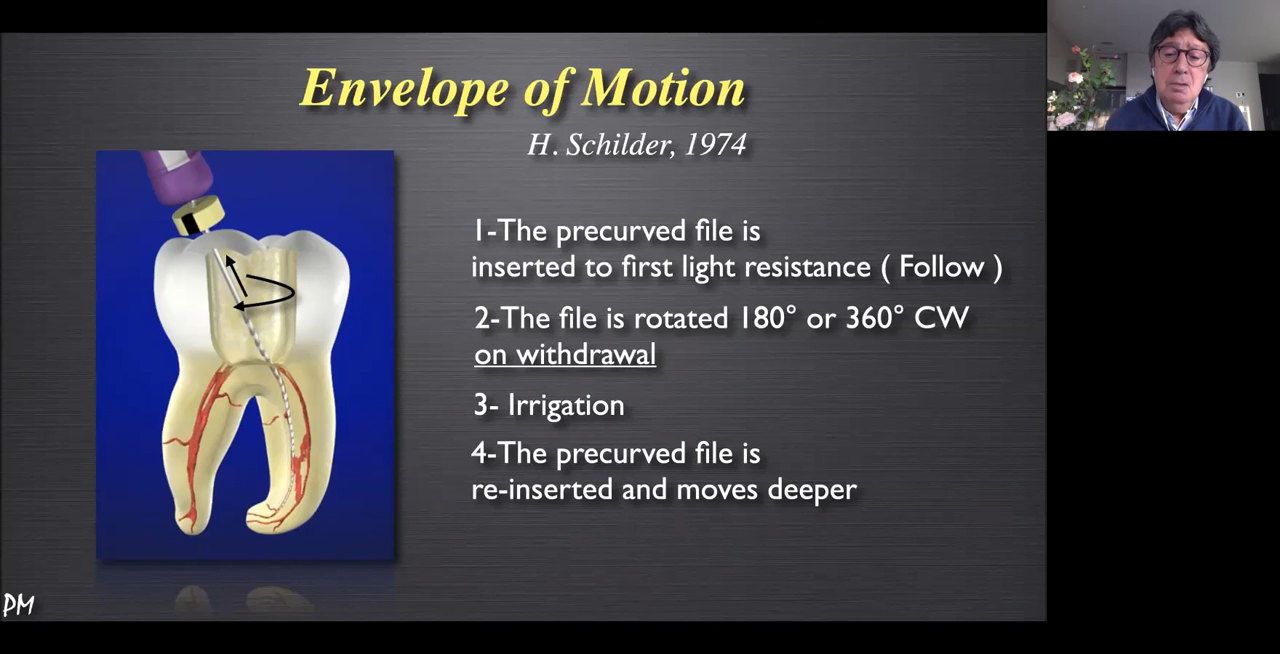 Envelope of Motion
H. Schilder, 1974
1-The precurved file is
inserted to first light resistance ( Follow )
2-The file is rotated 180° or 360° CW
on withdrawal
3- Irrigation
4-The precurved file is
re-inserted and moves deeper
PM